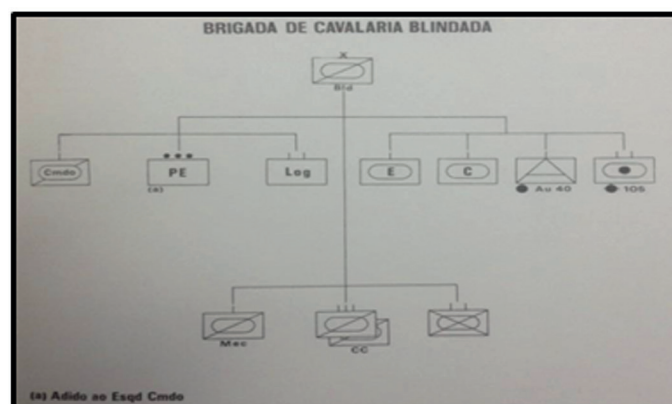 BRIGADA DE CAVALARIA BLINDADA
X
Bld
Cmdo PE Log E C
(a) Au 40 105
Mec CC
(a) Adido ao Esqd Cmdo